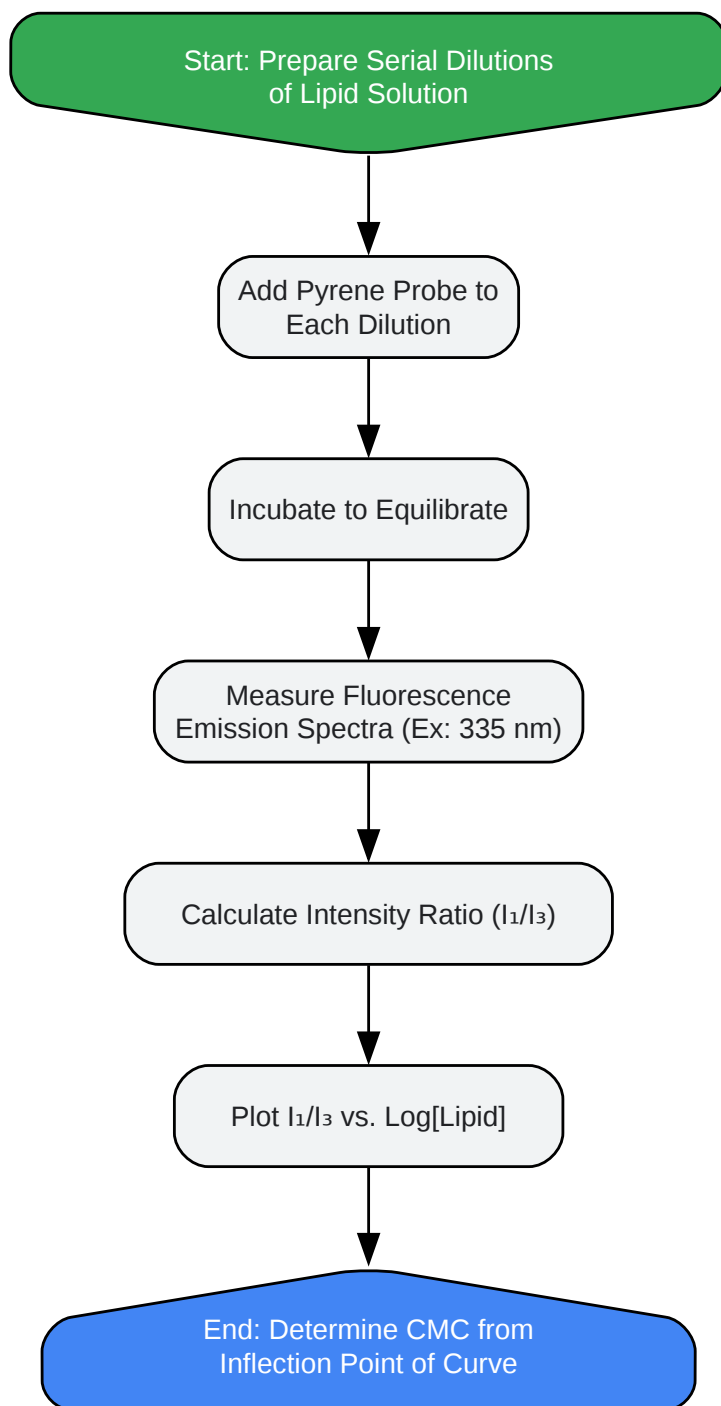 Start: Prepare Serial Dilutions
of Lipid Solution
Add Pyrene Probe to
Each Dilution
Incubate to Equilibrate
Measure Fluorescence
Emission Spectra (Ex: 335 nm)
Calculate Intensity Ratio (I₁/I₃)
Plot I₁/I₃ vs. Log[Lipid]
End: Determine CMC from
Inflection Point of Curve